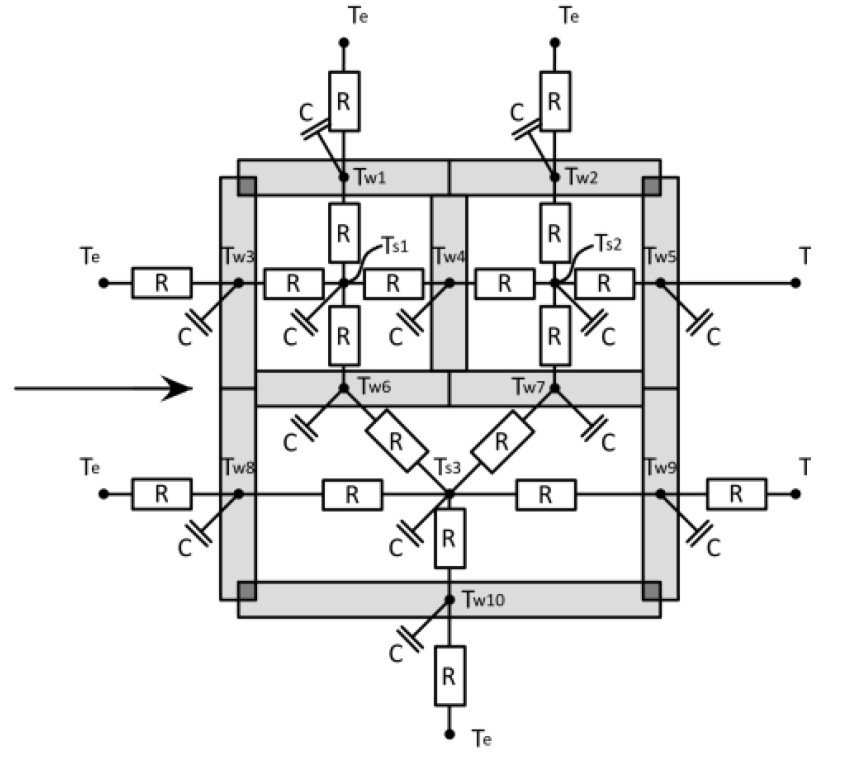 Te Te
R R
C C
Tw1 Tw2
R R
Te Tw3 Ts1 Tw4 Ts2 Tw5 T
R R R R R
C C C C C
R R
Tw6 Tw7
C R R C
Te Tw8 Ts3 Tw9 T
R R R R
C C R C
Tw10
C
R
Te